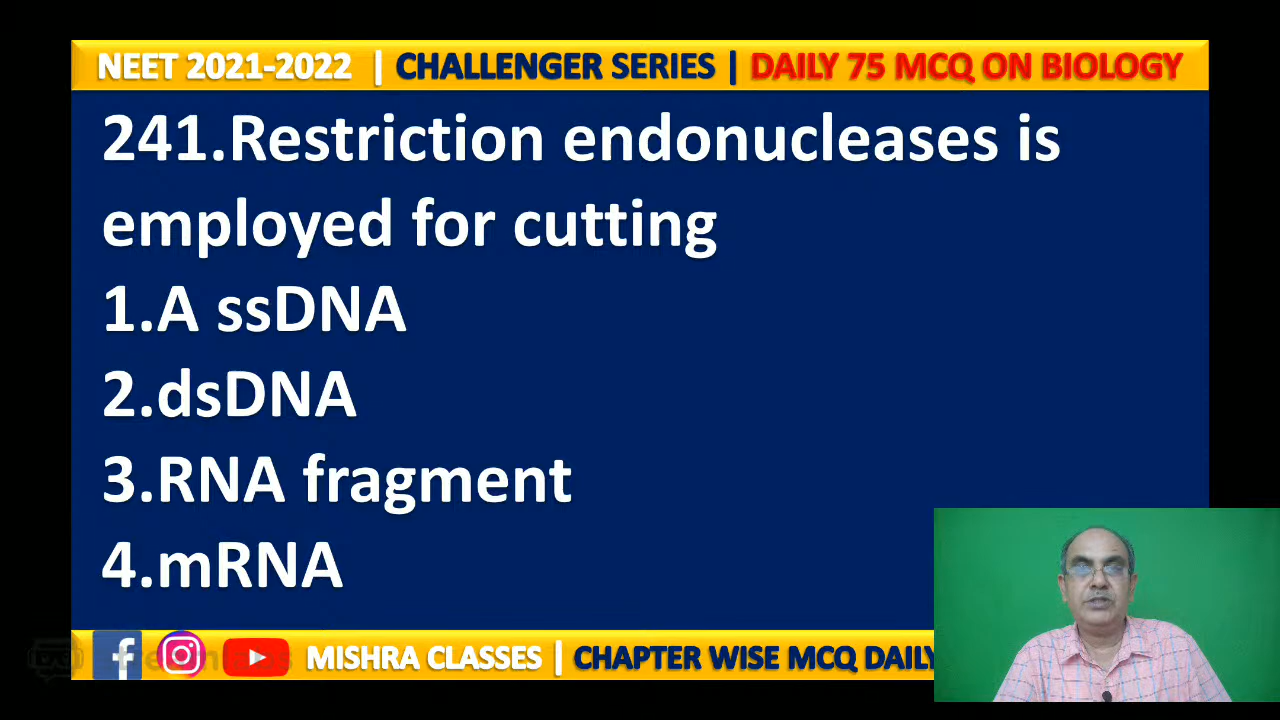 NEET 2021-2022 | CHALLENGER SERIES | DAILY 75 MCQ ON BIOLOGY
241.Restriction endonucleases is
employed for cutting
1.A ssDNA
2.dsDNA
3.RNA fragment
4.mRNA
MISHRA CLASSES | CHAPTER WISE MCQ DAILY